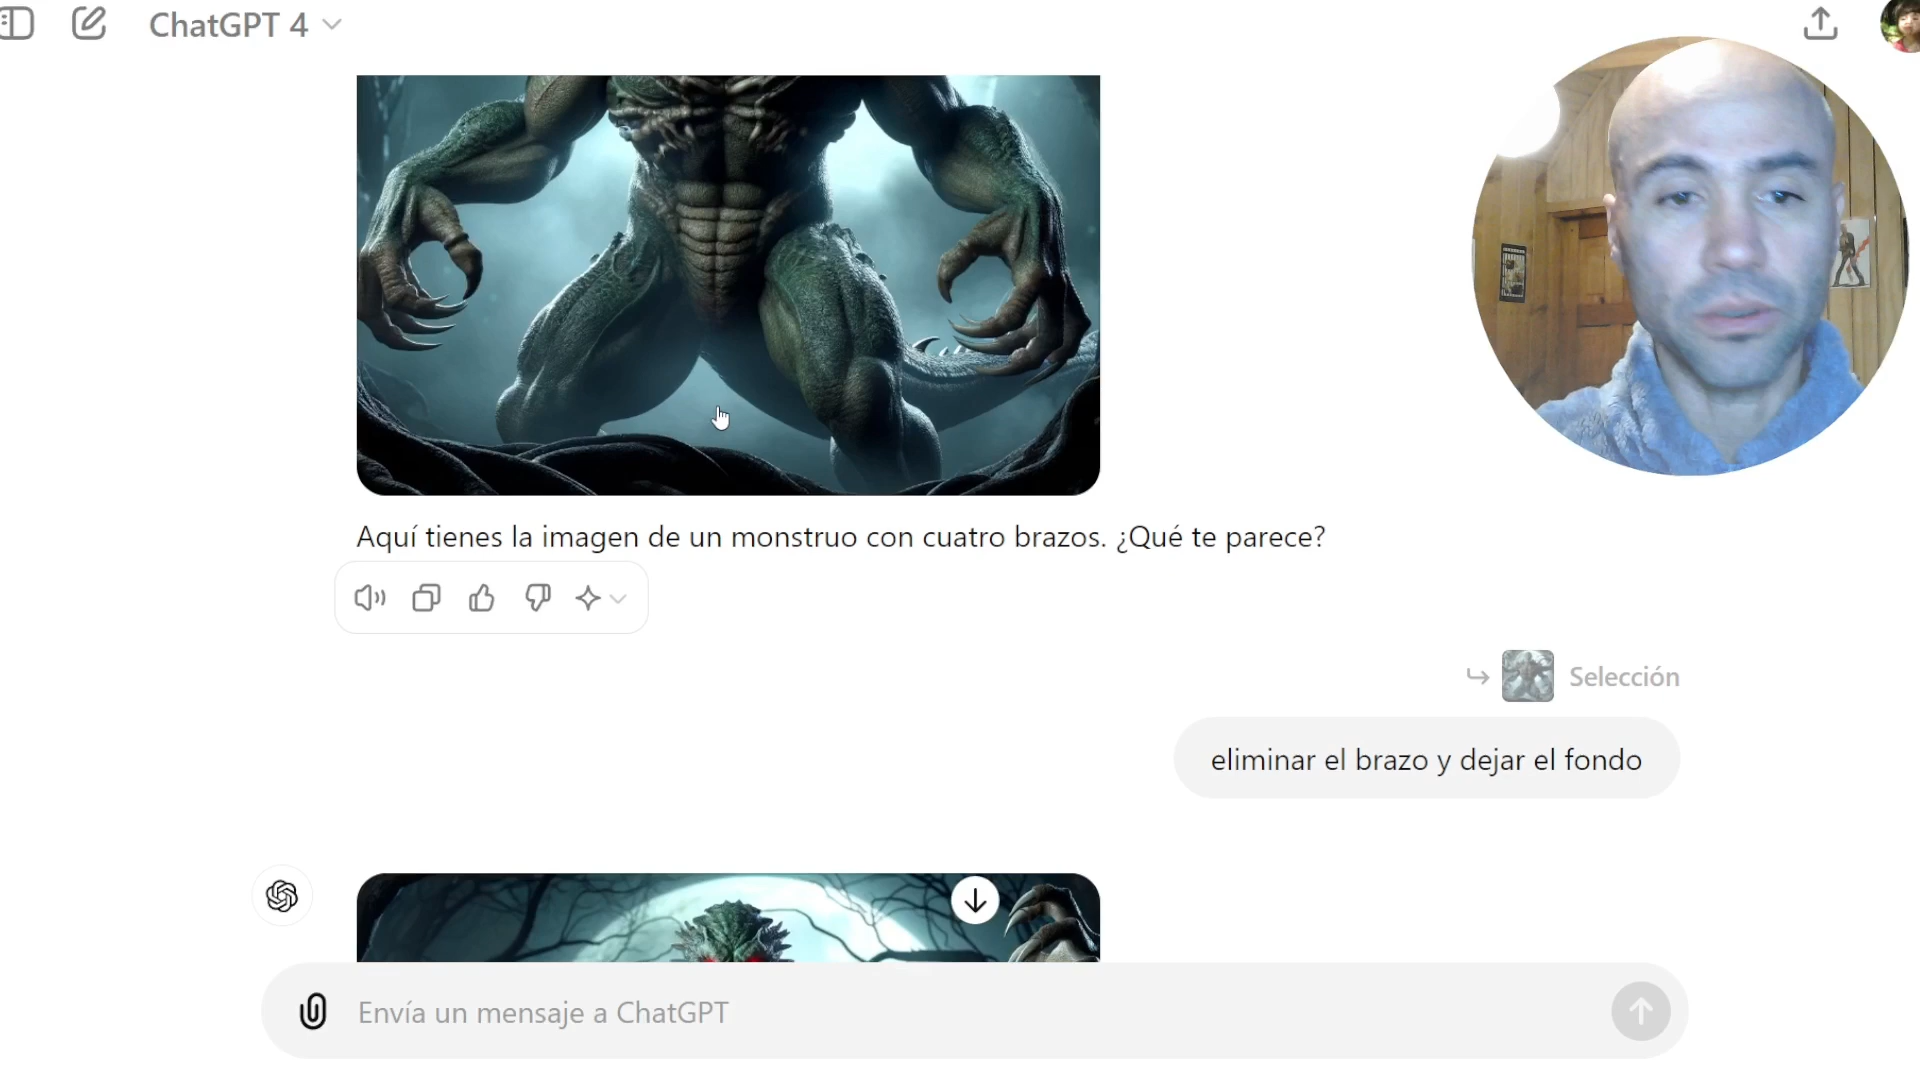 ChatGPT 4
Aquí tienes la imagen de un monstruo con cuatro brazos. ¿Qué te parece?
Selección
eliminar el brazo y dejar el fondo
Envía un mensaje a ChatGPT